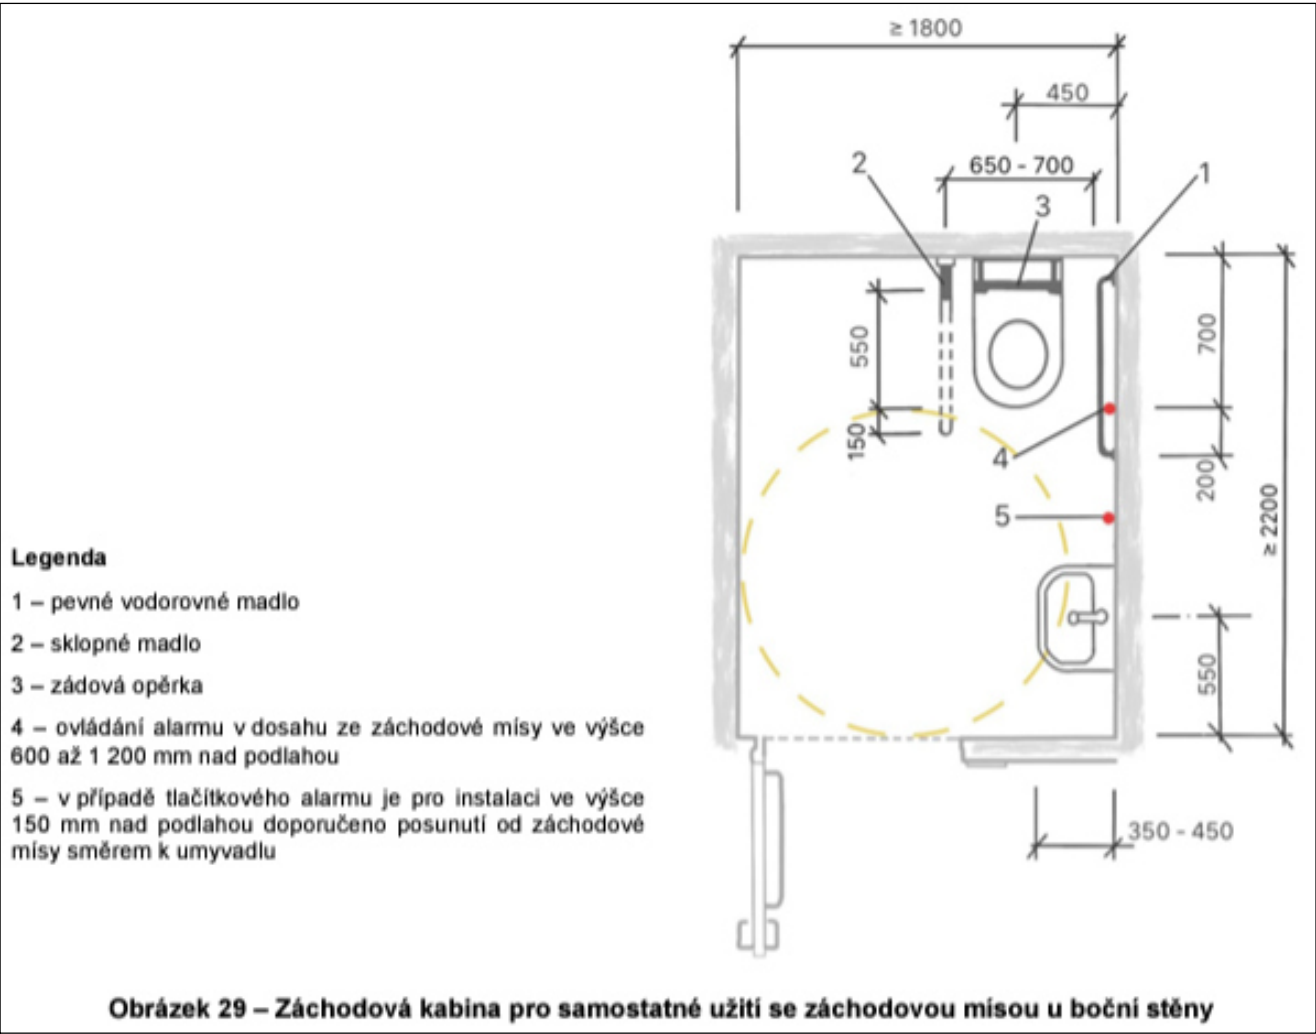 ≥ 1800
450
650 - 700
2
1
3
700
550
150
4
200
5
≥ 2200
550
350 - 450
Legenda
1 – pevné vodorovné madlo
2 – sklopné madlo
3 – zádová opěrka
4 – ovládání alarmu v dosahu ze záchodové mísy ve výšce
600 až 1 200 mm nad podlahou
5 – v případě tlačítkového alarmu je pro instalaci ve výšce
150 mm nad podlahou doporučeno posunutí od záchodové
mísy směrem k umyvadlu
Obrázek 29 – Záchodová kabina pro samostatné užití se záchodovou mísou u boční stěny